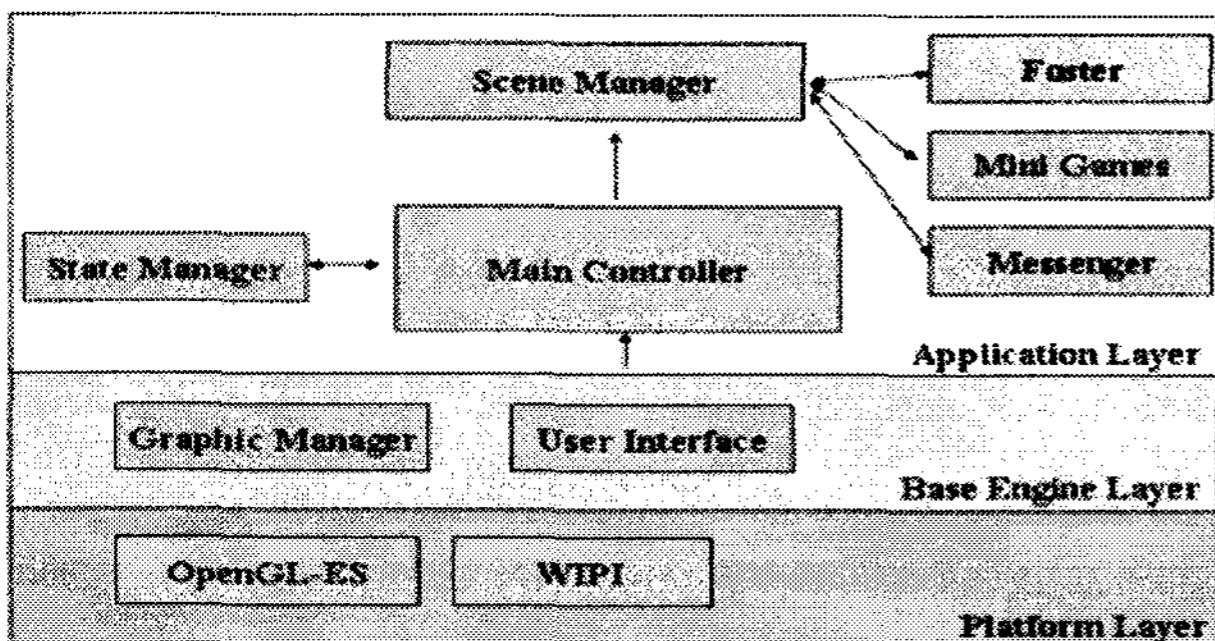 Scene Manager
Foster
Mini Games
State Manager
Main Controller
Messenger
Application Layer
Graphic Manager
User Interface
Base Engine Layer
OpenGL-ES
WIPI
Platform Layer